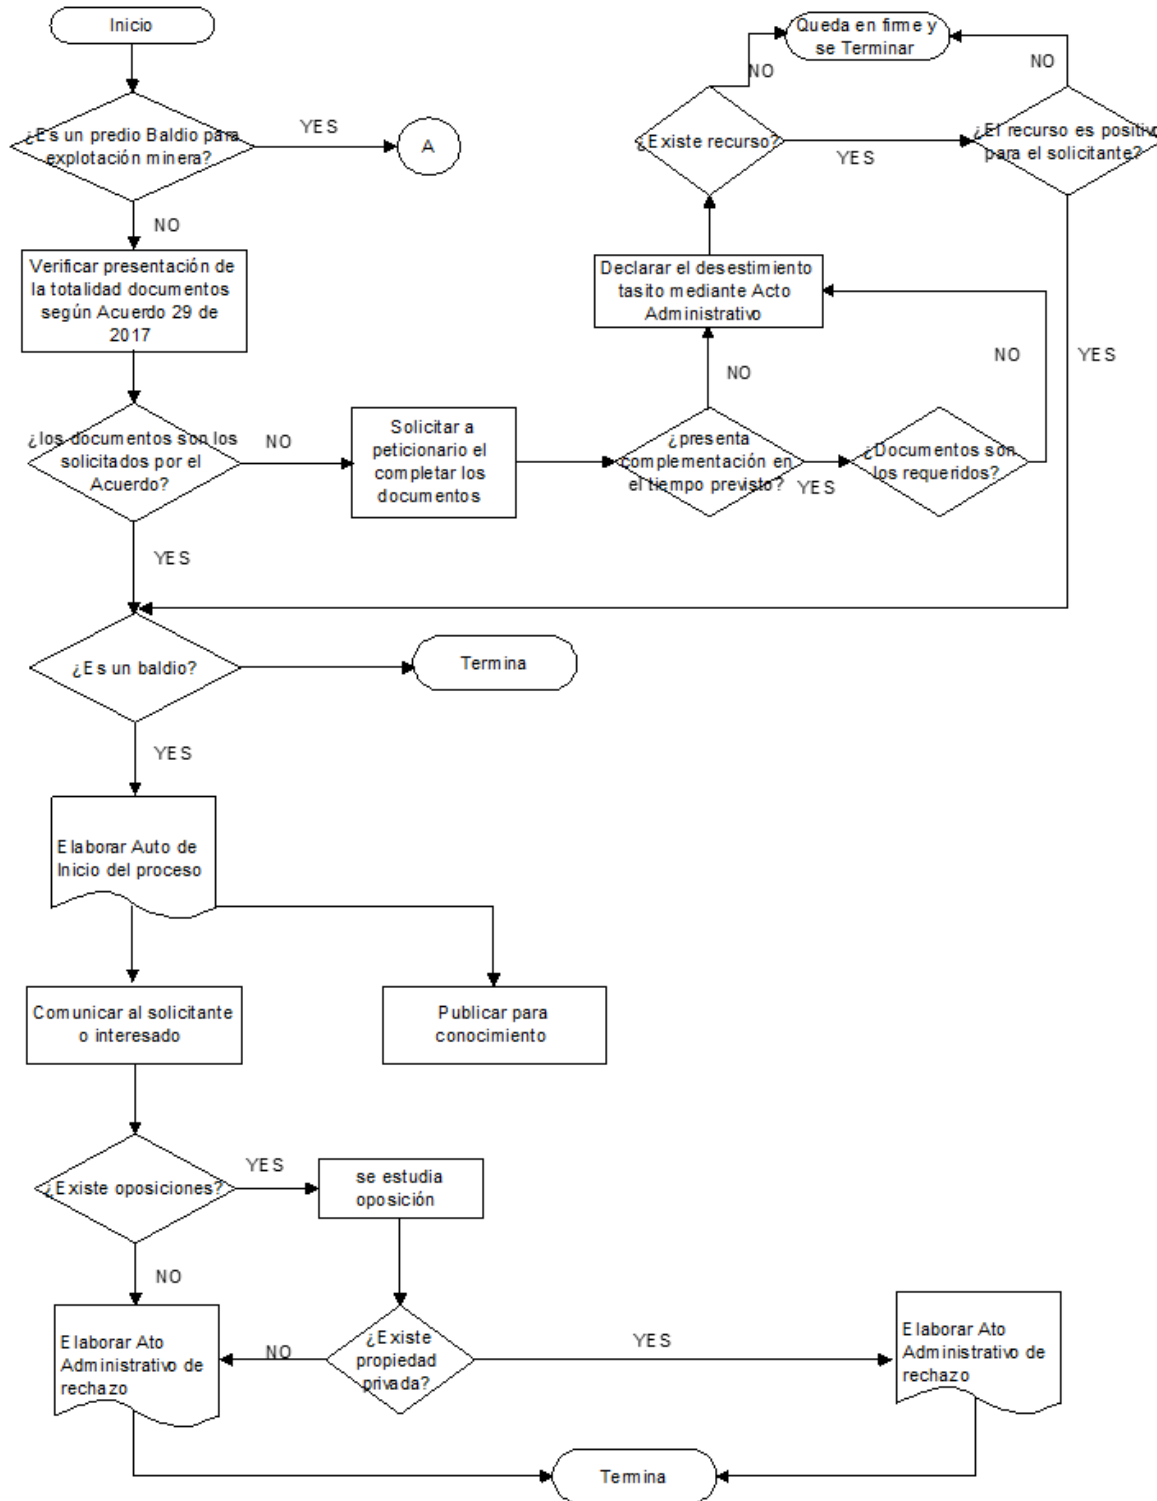 Inicio
Queda en firme y
se Terminar
NO
NO
¿Es un predio Baldio para
explotación minera?
YES
A
¿Existe recurso?
YES
¿El recurso es positivo
para el solicitante?
NO
Verificar presentación de
la totalidad documentos
según Acuerdo 29 de
2017
Declarar el desestimiento
tasito mediante Acto
Administrativo
NO
NO
YES
¿los documentos son los
solicitados por el
Acuerdo?
NO
Solicitar a
peticionario el
completar los
documentos
¿presenta
complementación en
el tiempo previsto?
YES
¿Documentos son
los requeridos?
YES
¿Es un baldio?
Termina
YES
Elaborar Auto de
Inicio del proceso
Comunicar al solicitante
o interesado
Publicar para
conocimiento
¿Existe oposiciones?
YES
se estudia
oposición
NO
Elaborar Ato
Administrativo de
rechazo
NO
¿Existe
propiedad
privada?
YES
Elaborar Ato
Administrativo de
rechazo
Termina